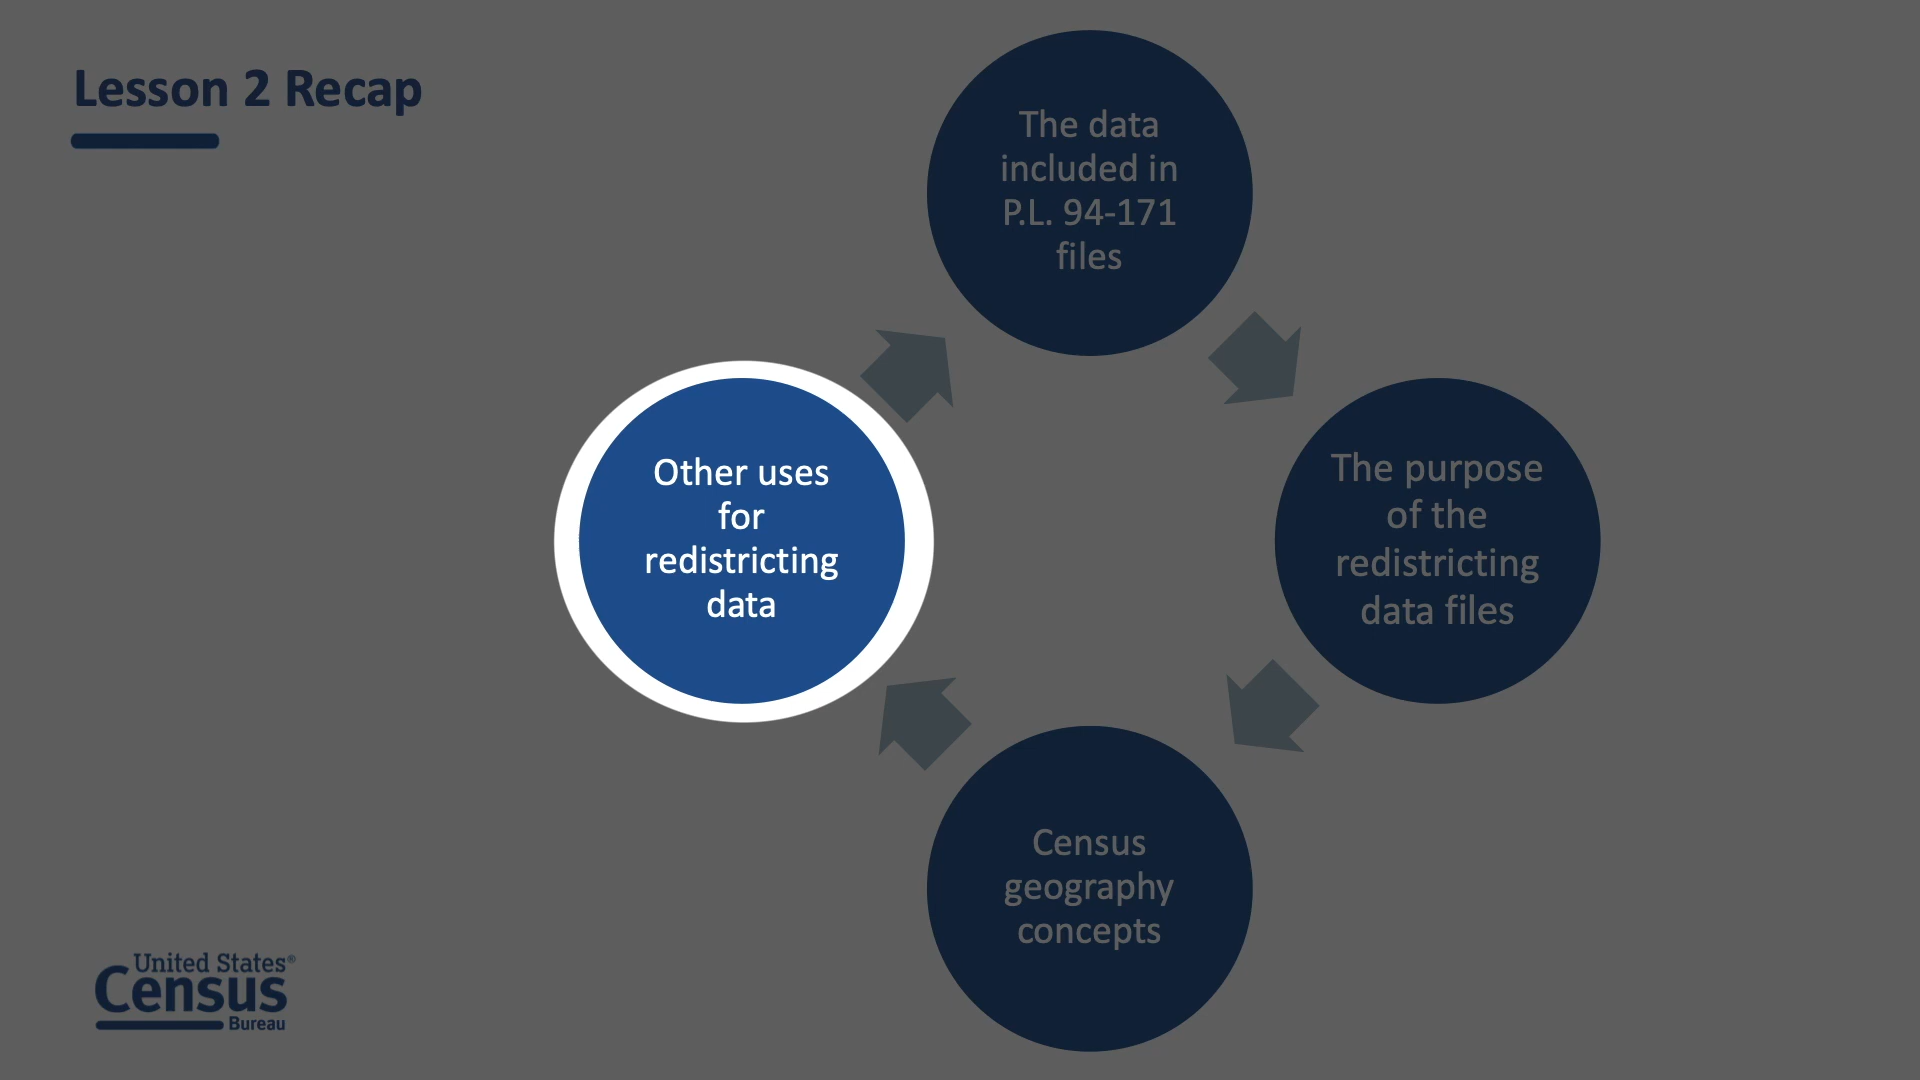 Lesson 2 Recap
The data
included in
P.L. 94-171
files
Other uses
for
redistricting
data
The purpose
of the
redistricting
data files
Census
geography
concepts
United States®
Census
Bureau